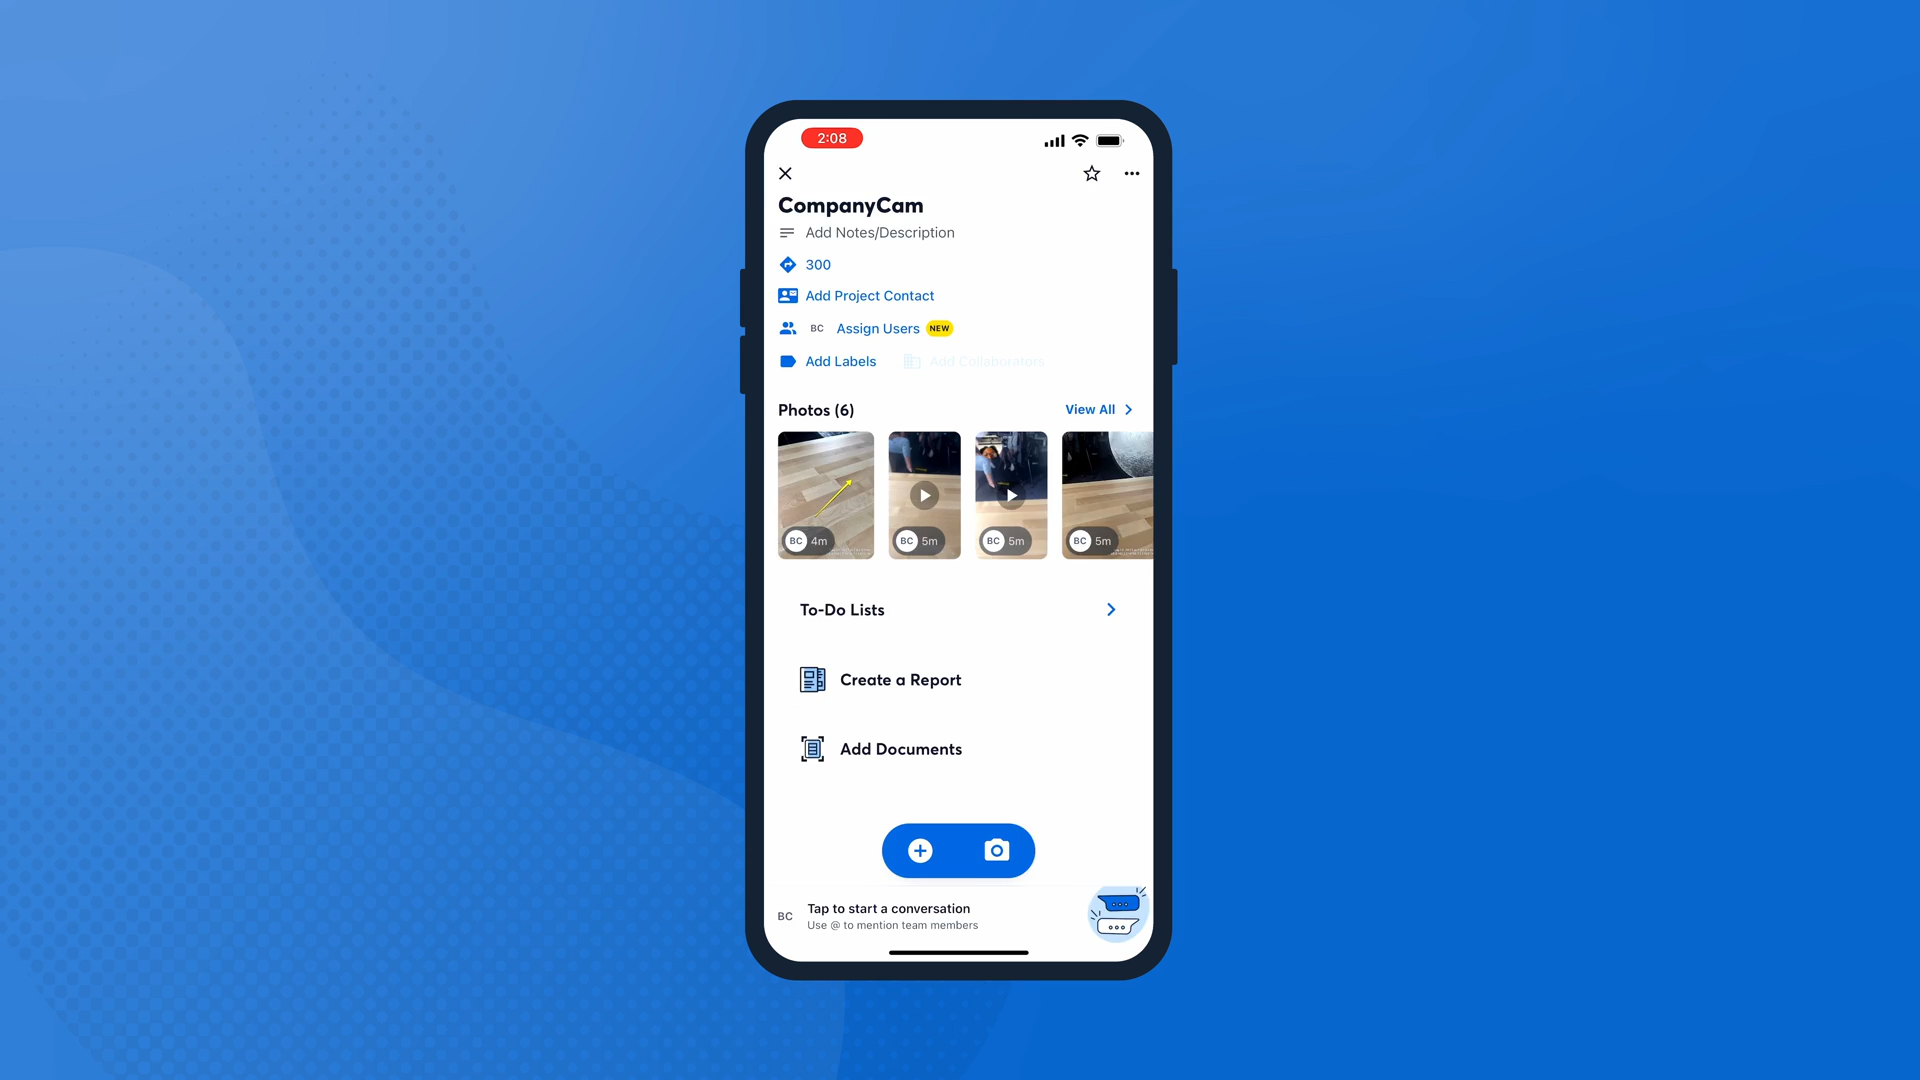 2:08
CompanyCam
Add Notes/Description
300
Add Project Contact
BC Assign Users NEW
Add Labels Add Collaborators
Photos (6) View All
BC 4m BC 5m BC 5m BC 5m
To-Do Lists
Create a Report
Add Documents
BC
Tap to start a conversation
Use @ to mention team members